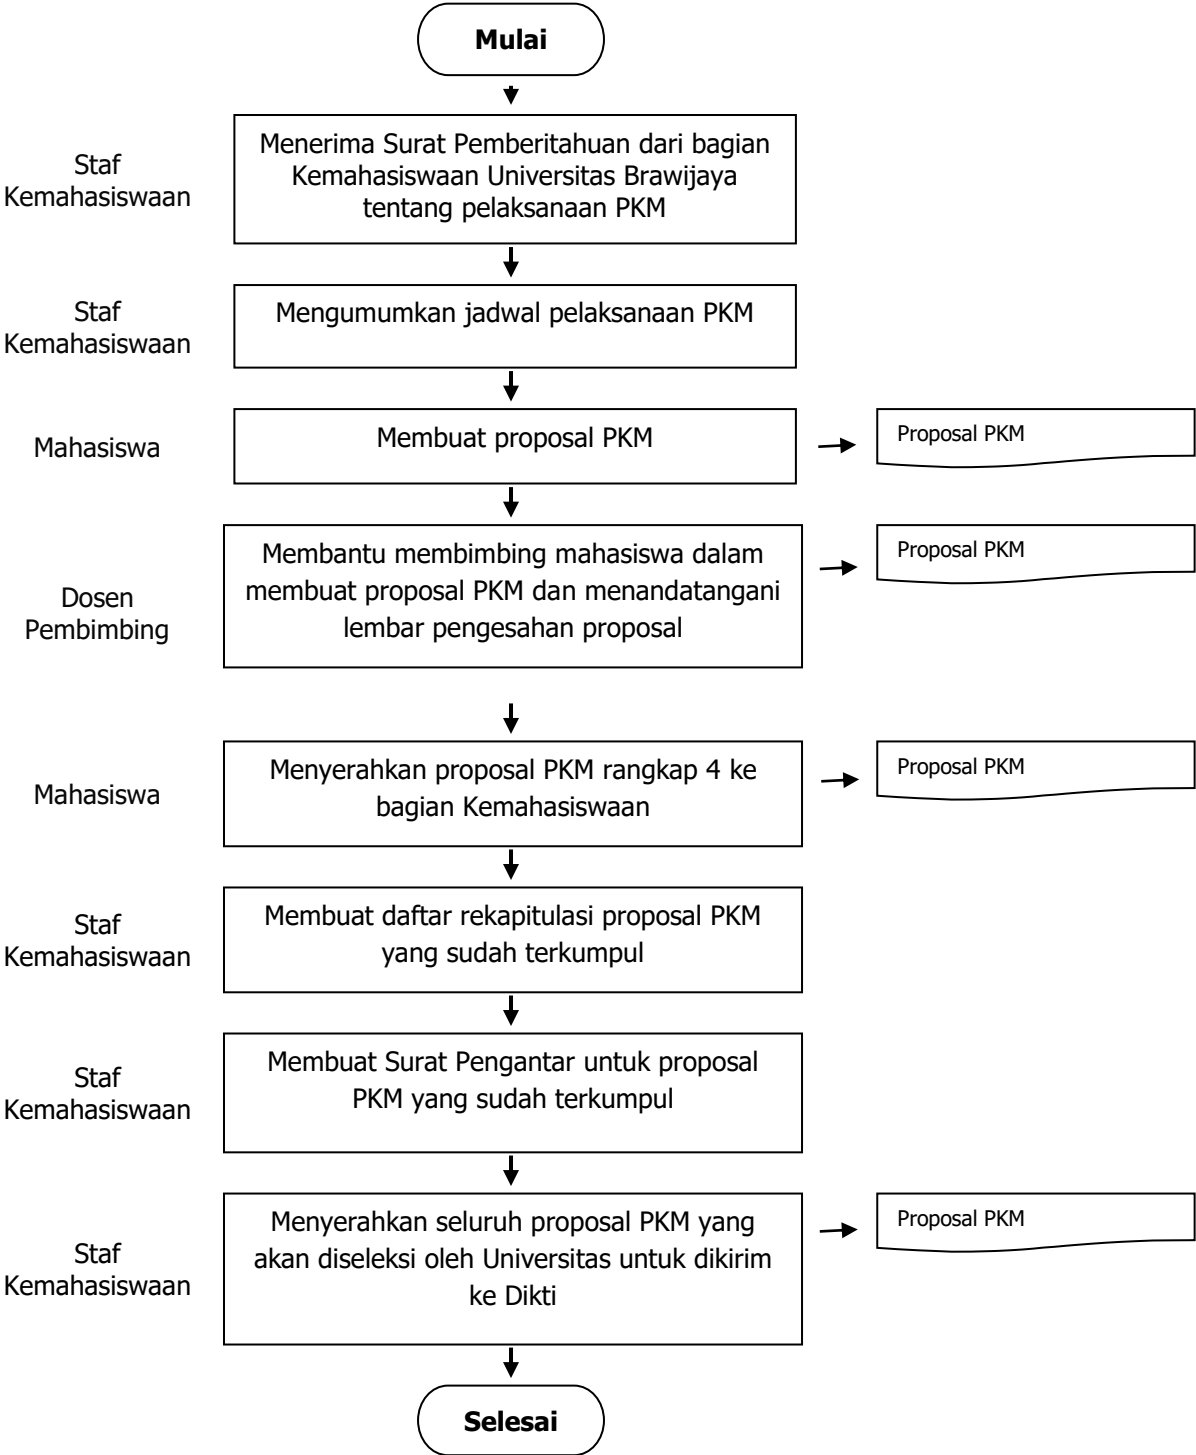 Mulai
Staf
Kemahasiswaan
Menerima Surat Pemberitahuan dari bagian
Kemahasiswaan Universitas Brawijaya
tentang pelaksanaan PKM
Staf
Kemahasiswaan
Mengumumkan jadwal pelaksanaan PKM
Mahasiswa
Membuat proposal PKM
Proposal PKM
Dosen
Pembimbing
Membantu membimbing mahasiswa dalam
membuat proposal PKM dan menandatangani
lembar pengesahan proposal
Proposal PKM
Mahasiswa
Menyerahkan proposal PKM rangkap 4 ke
bagian Kemahasiswaan
Proposal PKM
Staf
Kemahasiswaan
Membuat daftar rekapitulasi proposal PKM
yang sudah terkumpul
Staf
Kemahasiswaan
Membuat Surat Pengantar untuk proposal
PKM yang sudah terkumpul
Staf
Kemahasiswaan
Menyerahkan seluruh proposal PKM yang
akan diseleksi oleh Universitas untuk dikirim
ke Dikti
Proposal PKM
Selesai